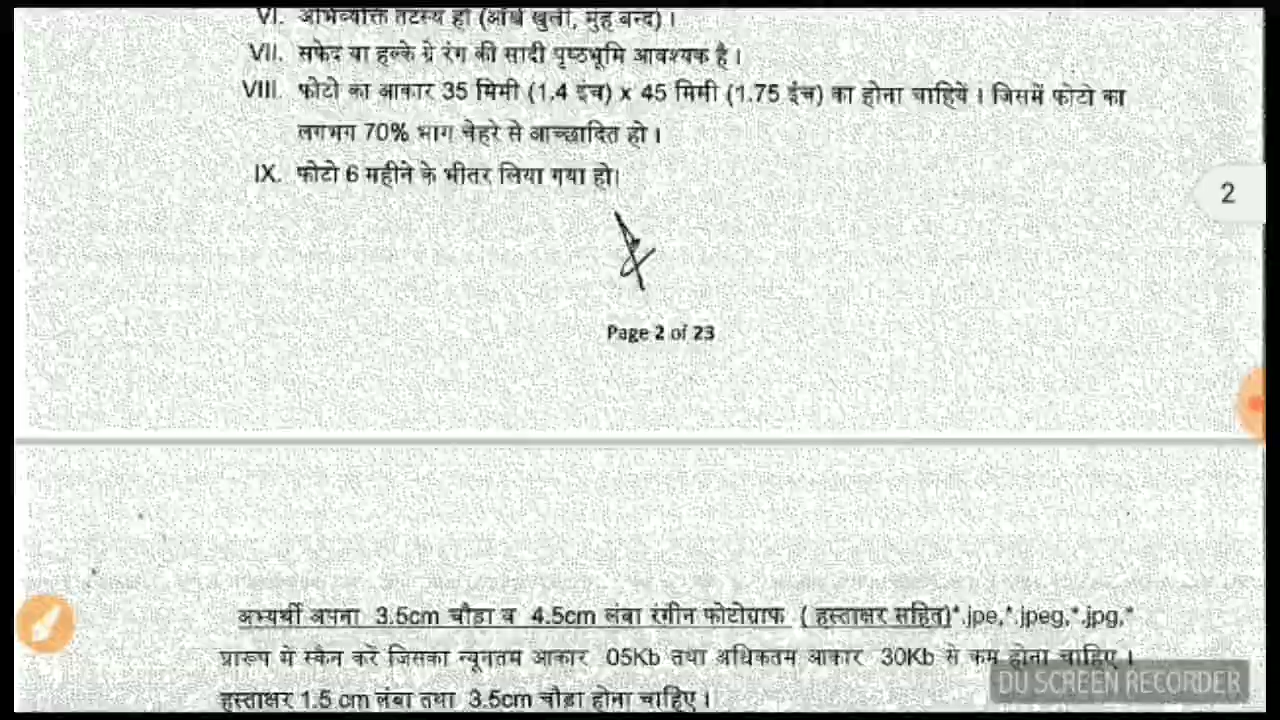 VI. अभिव्यक्ति तटस्थ हो (आँखें खुली, मुंह बन्द) ।
VII. सफेद या हल्के ग्रे रंग की सादी पृष्ठभूमि आवश्यक है ।
VIII. फोटो का आकार 35 मिमी (1.4 इंच) x 45 मिमी (1.75 इंच) का होना चाहिये । जिसमें फोटो का
लगभग 70% भाग चेहरे से आच्छादित हो ।
IX. फोटो 6 महीने के भीतर लिया गया हो।
2
Page 2 of 23
अभ्यर्थी अपना 3.5cm चौडा व 4.5cm लंबा रंगीन फोटोग्राफ ( हस्ताक्षर सहित)*.jpe,*.jpeg,*.jpg,*
प्रारूप में स्कैन करें जिसका न्यूनतम आकार 05Kb तथा अधिकतम आकार 30Kb से कम होना चाहिए ।
हस्ताक्षर 1.5 cm लंबा तथा 3.5cm चौडा होना चाहिए ।
DU SCREEN RECORDER